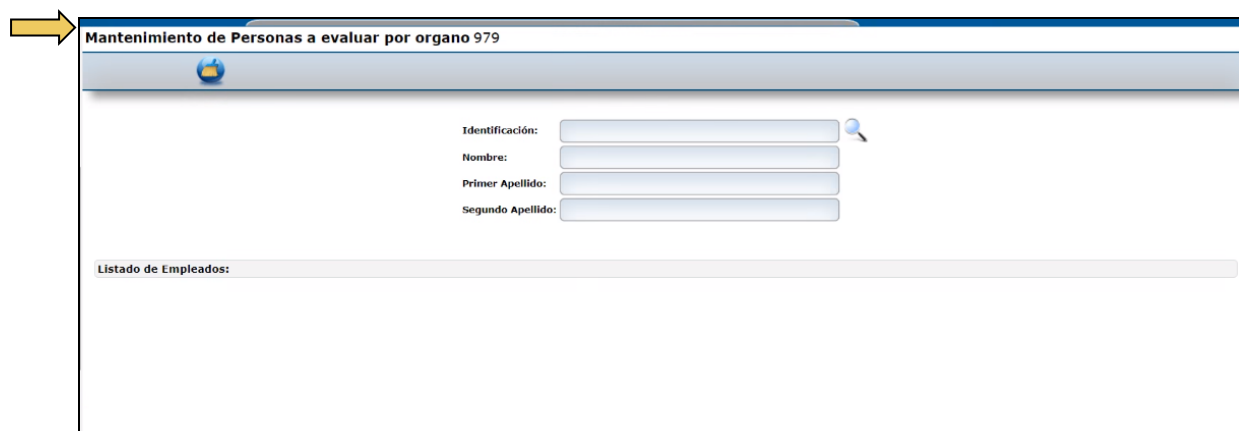 Mantenimiento de Personas a evaluar por organo 979
Identificación:
Nombre:
Primer Apellido:
Segundo Apellido:
Listado de Empleados: